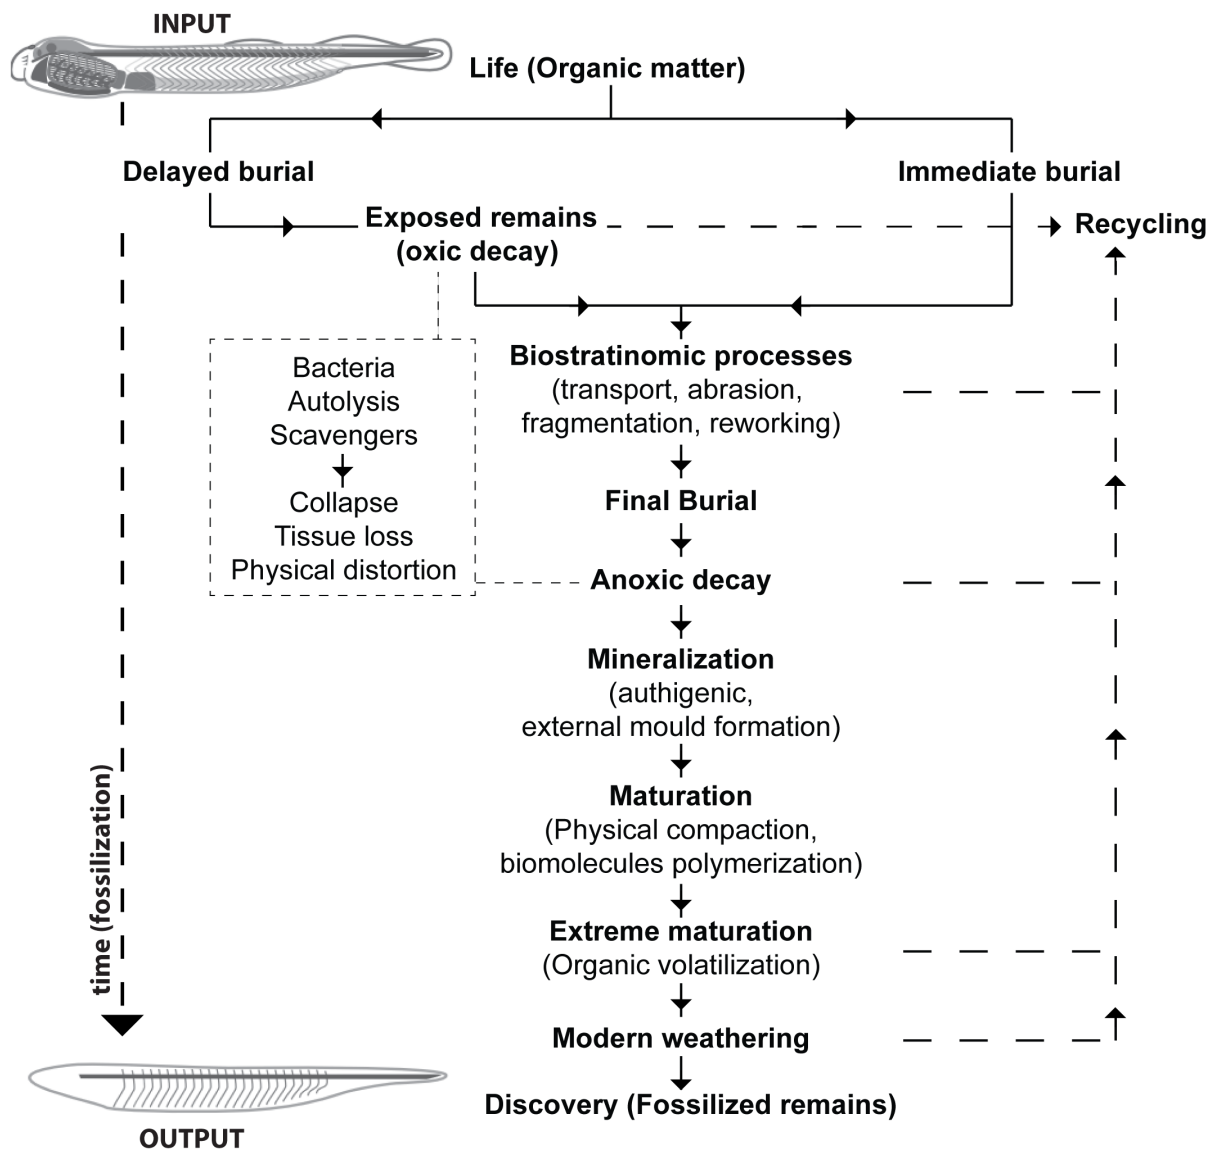 INPUT
Life (Organic matter)
Delayed burial
Immediate burial
Exposed remains
(oxic decay)
Recycling
Bacteria
Autolysis
Scavengers
Collapse
Tissue loss
Physical distortion
Biostratinomic processes
(transport, abrasion,
fragmentation, reworking)
Final Burial
Anoxic decay
Mineralization
(authigenic,
external mould formation)
Maturation
(Physical compaction,
biomolecules polymerization)
Extreme maturation
(Organic volatilization)
Modern weathering
Discovery (Fossilized remains)
time (fossilization)
OUTPUT